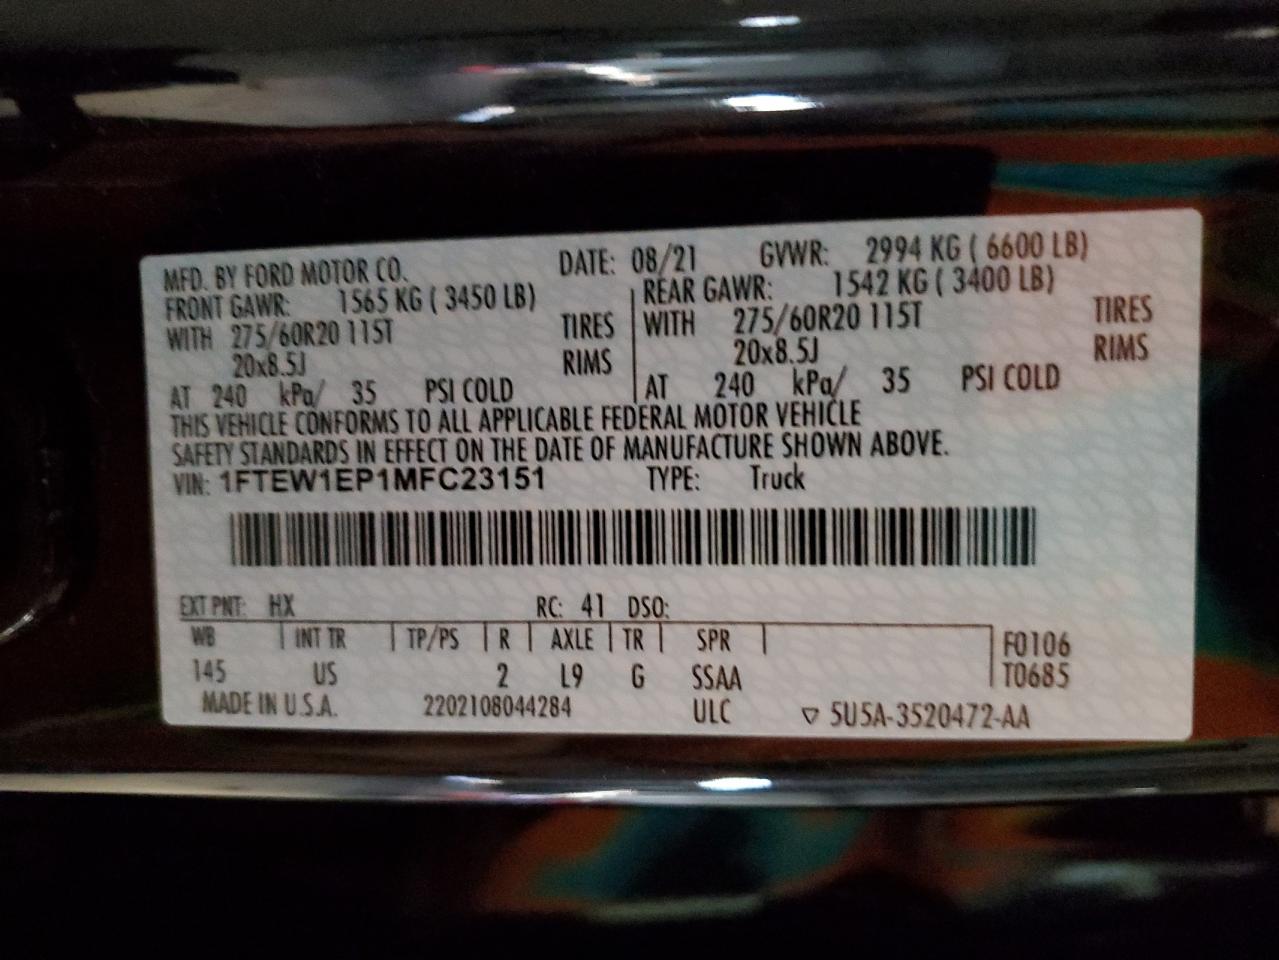 MFD. BY FORD MOTOR CO. DATE: 08/21 GVWR: 2994 KG ( 6600 LB)
FRONT GAWR: 1565 KG ( 3450 LB) REAR GAWR: 1542 KG ( 3400 LB)
WITH 275/60R20 115T TIRES WITH 275/60R20 115T TIRES
20x8.5J RIMS 20x8.5J RIMS
AT 240 kPa/ 35 PSI COLD AT 240 kPa/ 35 PSI COLD
THIS VEHICLE CONFORMS TO ALL APPLICABLE FEDERAL MOTOR VEHICLE
SAFETY STANDARDS IN EFFECT ON THE DATE OF MANUFACTURE SHOWN ABOVE.
VIN: 1FTEW1EP1MFC23151 TYPE: Truck
EXT PNT: HX RC: 41 DSO:
WB INT TR TP/PS R AXLE TR SPR F0106
145 US 2 L9 G SSAA T0685
MADE IN U.S.A. 2202108044284 ULC ▽ 5U5A-3520472-AA